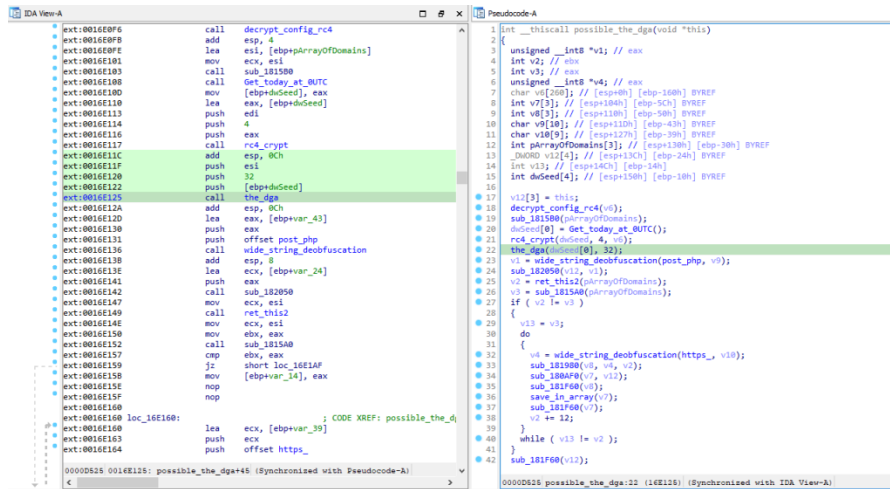 IDA View-A
ext:0016E0F6 call decrypt_config_rc4
ext:0016E0FB add esp, 4
ext:0016E0FE lea esi, [ebp+pArrayOfDomains]
ext:0016E101 mov ecx, esi
ext:0016E103 call sub_1815B0
ext:0016E108 call Get_today_at_0UTC
ext:0016E10D mov [ebp+dwSeed], eax
ext:0016E110 lea eax, [ebp+dwSeed]
ext:0016E113 push edi
ext:0016E114 push 4
ext:0016E116 push eax
ext:0016E117 call rc4_crypt
ext:0016E11C add esp, 0Ch
ext:0016E11F push esi
ext:0016E120 push 32
ext:0016E122 push [ebp+dwSeed]
ext:0016E125 call the_dga
ext:0016E12A add esp, 0Ch
ext:0016E12D lea eax, [ebp+var_43]
ext:0016E130 push eax
ext:0016E131 push offset post_php
ext:0016E136 call wide_string_deobfuscation
ext:0016E13B add esp, 8
ext:0016E13E lea ecx, [ebp+var_24]
ext:0016E141 push eax
ext:0016E142 call sub_182050
ext:0016E147 mov ecx, esi
ext:0016E149 call ret_this2
ext:0016E14E mov ecx, esi
ext:0016E150 mov ebx, eax
ext:0016E152 call sub_1815A0
ext:0016E157 cmp ebx, eax
ext:0016E159 jz short loc_16E1AF
ext:0016E15B mov [ebp+var_14], eax
ext:0016E15E nop
ext:0016E15F nop
ext:0016E160
ext:0016E160 loc_16E160: ; CODE XREF: possible_the_d
ext:0016E160 lea ecx, [ebp+var_39]
ext:0016E163 push ecx
ext:0016E164 push offset https_
0000D525 0016E125: possible_the_dga+45 (Synchronized with Pseudocode-A)
Pseudocode-A
1 int __thiscall possible_the_dga(void *this)
2 {
3 unsigned __int8 *v1; // eax
4 int v2; // ebx
5 int v3; // eax
6 unsigned __int8 *v4; // eax
7 char v6[260]; // [esp+0h] [ebp-160h] BYREF
8 int v7[3]; // [esp+104h] [ebp-5Ch] BYREF
9 int v8[3]; // [esp+110h] [ebp-50h] BYREF
10 char v9[10]; // [esp+11Dh] [ebp-43h] BYREF
11 char v10[9]; // [esp+127h] [ebp-39h] BYREF
12 int pArrayOfDomains[3]; // [esp+130h] [ebp-30h] BYREF
13 _DWORD v12[4]; // [esp+13Ch] [ebp-24h] BYREF
14 int v13; // [esp+14Ch] [ebp-14h]
15 int dwSeed[4]; // [esp+150h] [ebp-10h] BYREF
16
17 v12[3] = this;
18 decrypt_config_rc4(v6);
19 sub_1815B0(pArrayOfDomains);
20 dwSeed[0] = Get_today_at_0UTC();
21 rc4_crypt(dwSeed, 4, v6);
22 the_dga(dwSeed[0], 32);
23 v1 = wide_string_deobfuscation(post_php, v9);
24 sub_182050(v12, v1);
25 v2 = ret_this2(pArrayOfDomains);
26 v3 = sub_1815A0(pArrayOfDomains);
27 if ( v2 != v3 )
28 {
29 v13 = v3;
30 do
31 {
32 v4 = wide_string_deobfuscation(https_, v10);
33 sub_181980(v8, v4, v2);
34 sub_180AF0(v7, v12);
35 sub_181F60(v8);
36 save_in_array(v7);
37 sub_181F60(v7);
38 v2 += 12;
39 }
40 while ( v13 != v2 );
41 }
42 sub_181F60(v12);
0000D525 possible_the_dga:22 (16E125) (Synchronized with IDA View-A)